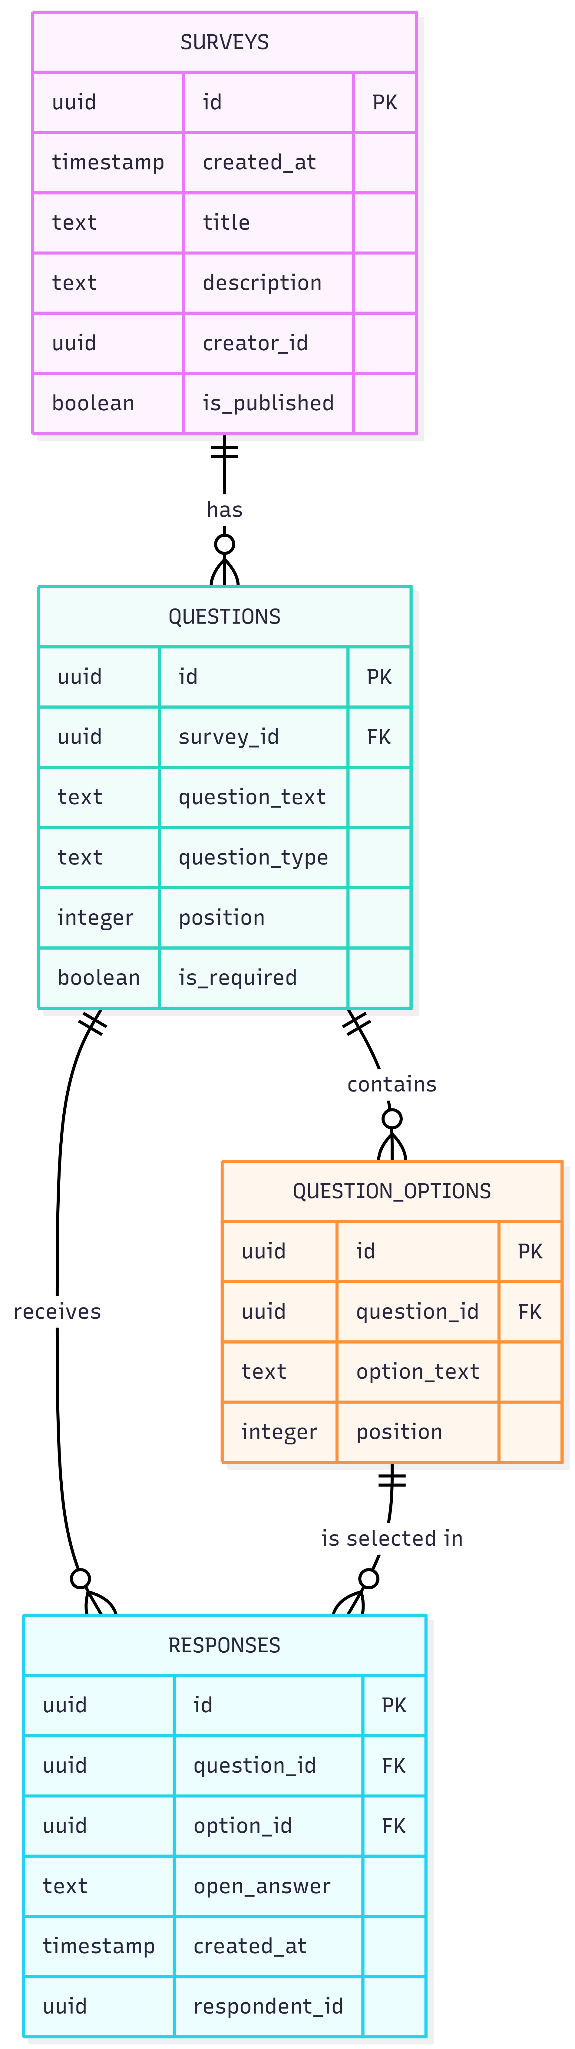 SURVEYS
uuid id PK
timestamp created_at
text title
text description
uuid creator_id
boolean is_published
has
QUESTIONS
uuid id PK
uuid survey_id FK
text question_text
text question_type
integer position
boolean is_required
contains
QUESTION_OPTIONS
uuid id PK
uuid question_id FK
text option_text
integer position
receives
is selected in
RESPONSES
uuid id PK
uuid question_id FK
uuid option_id FK
text open_answer
timestamp created_at
uuid respondent_id